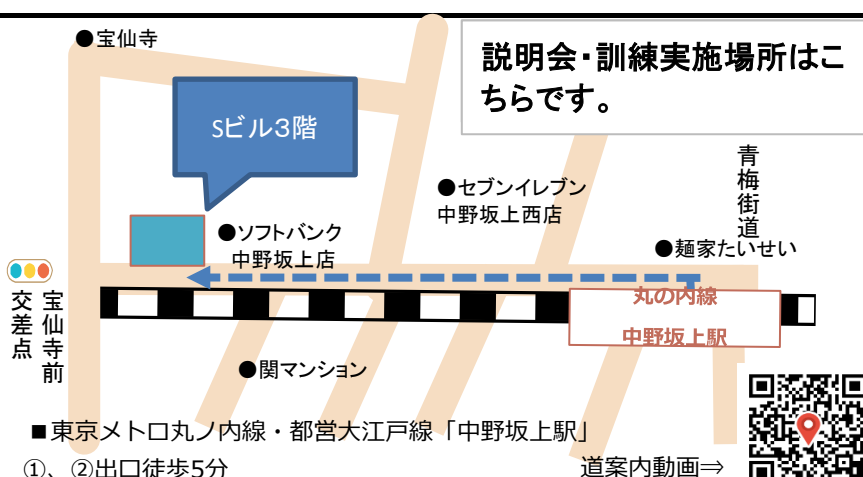 ●宝仙寺
説明会・訓練実施場所はこ
ちらです。
Sビル３階
青梅街道
●セブンイレブン
中野坂上西店
●ソフトバンク
中野坂上店
●麺家たいせい
宝仙寺前
交差点
丸の内線
中野坂上駅
●関マンション
■東京メトロ丸ノ内線・都営大江戸線「中野坂上駅」
①、②出口徒歩5分
道案内動画⇒